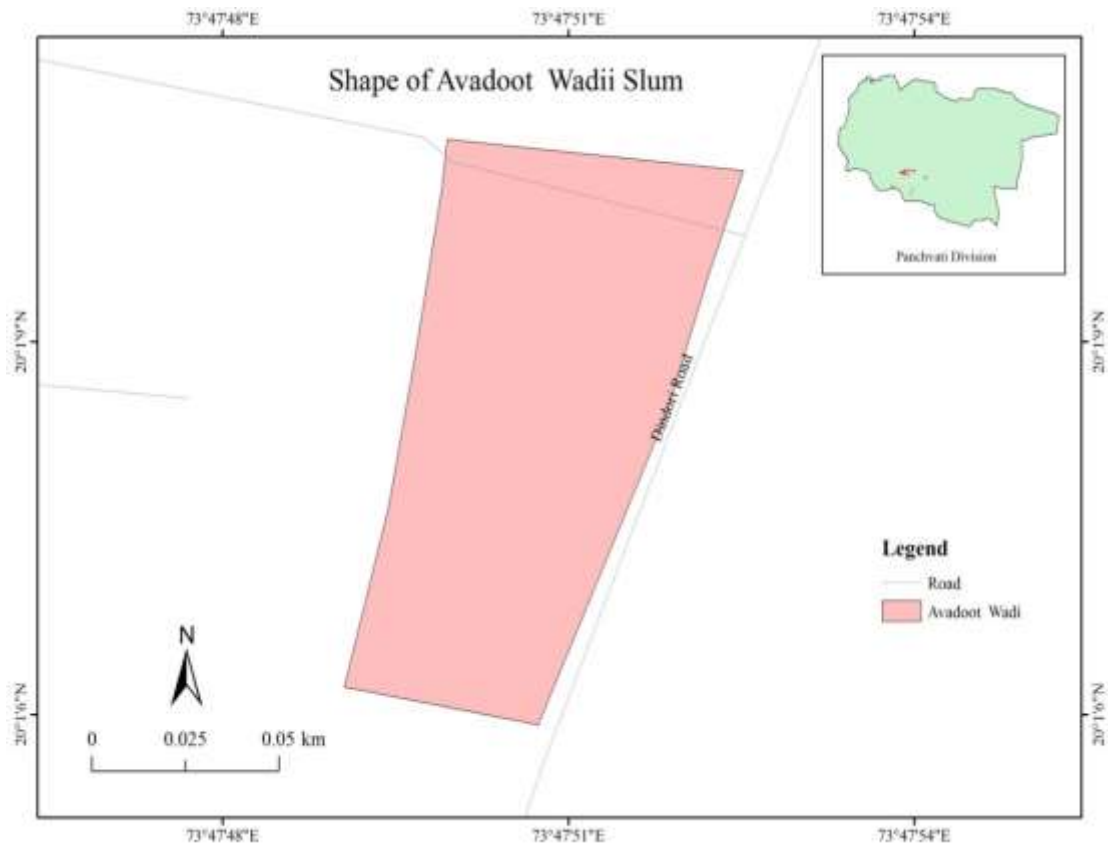 73°47'48"E 73°47'51"E 73°47'54"E
Shape of Avadoot Wadii Slum
Panchvati Division
20°1'9"N 20°1'9"N
Dindori Road
Legend
Road
Avadoot Wadi
N
20°1'6"N 20°1'6"N
0 0.025 0.05 km
73°47'48"E 73°47'51"E 73°47'54"E